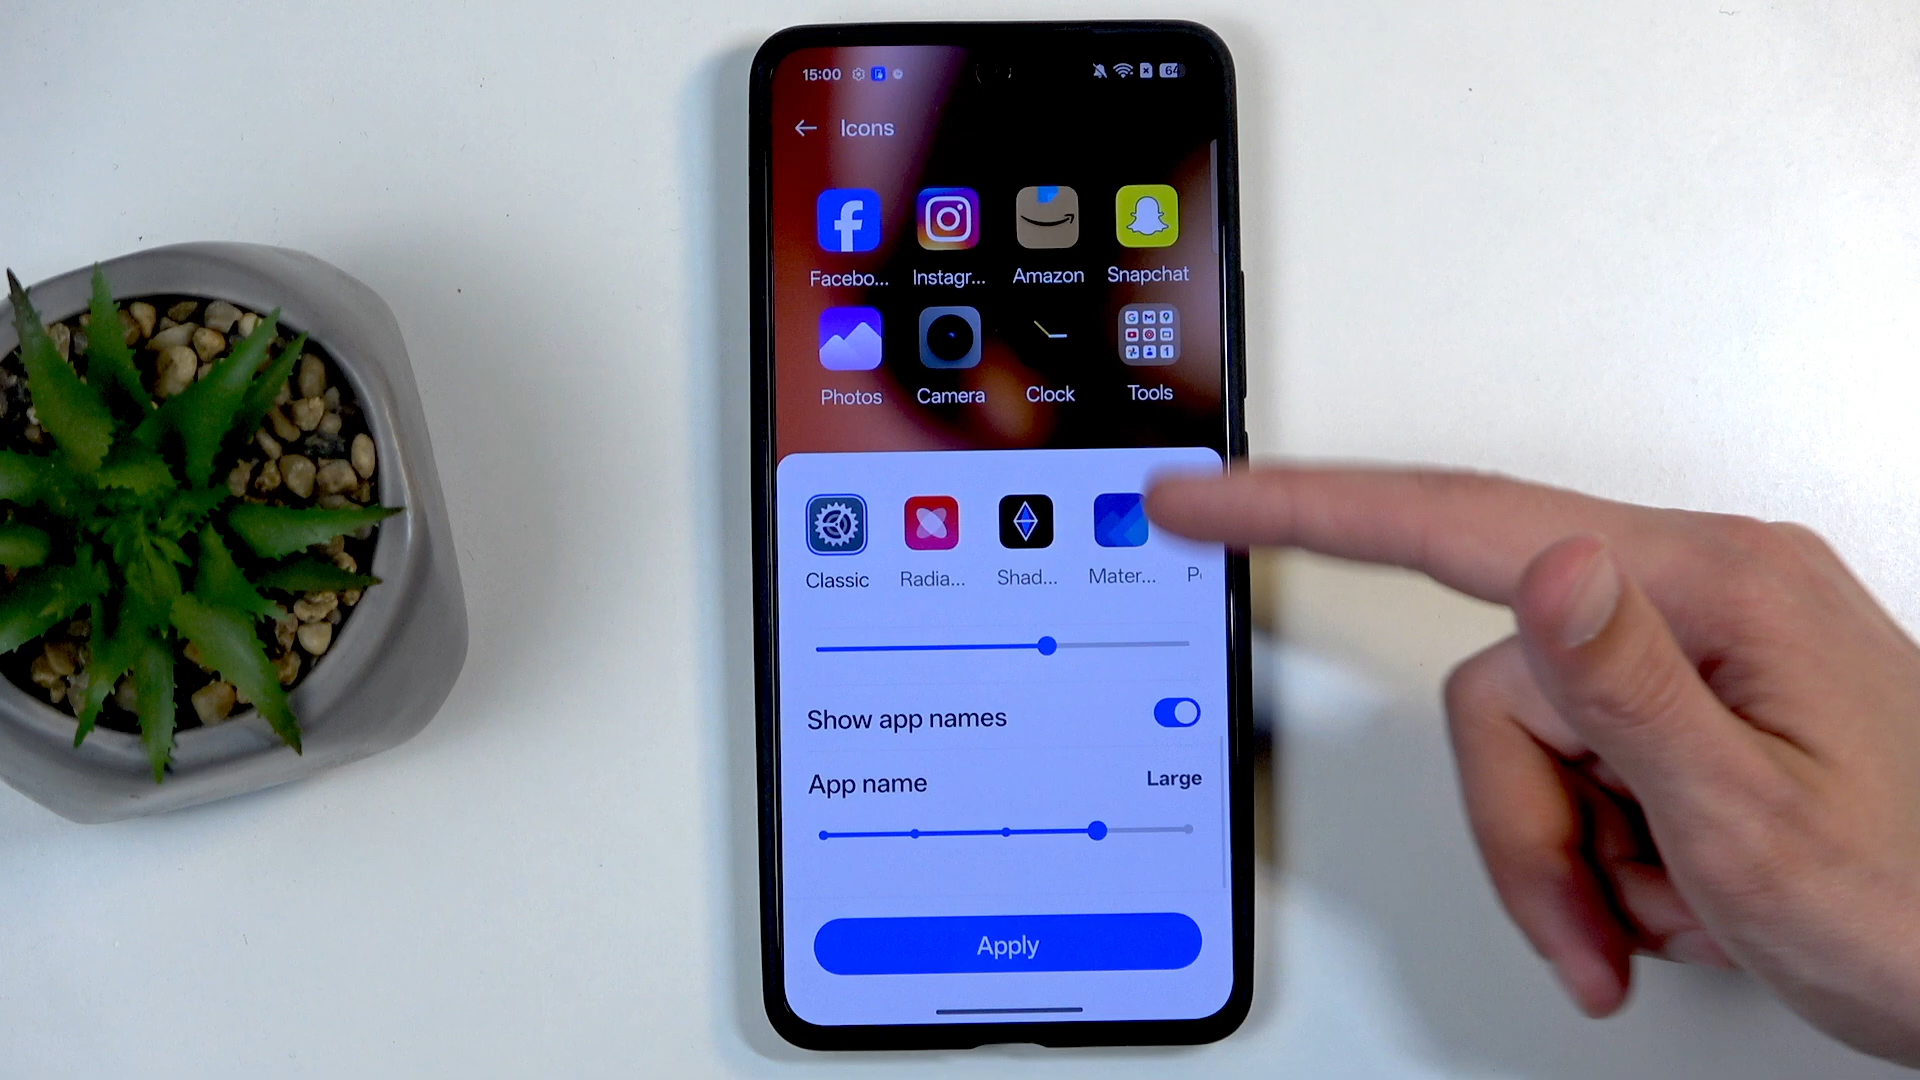 15:00 64
Icons
Facebo... Instagr... Amazon Snapchat
Photos Camera Clock Tools
Classic Radia... Shad... Mater...
Show app names
App name Large
Apply